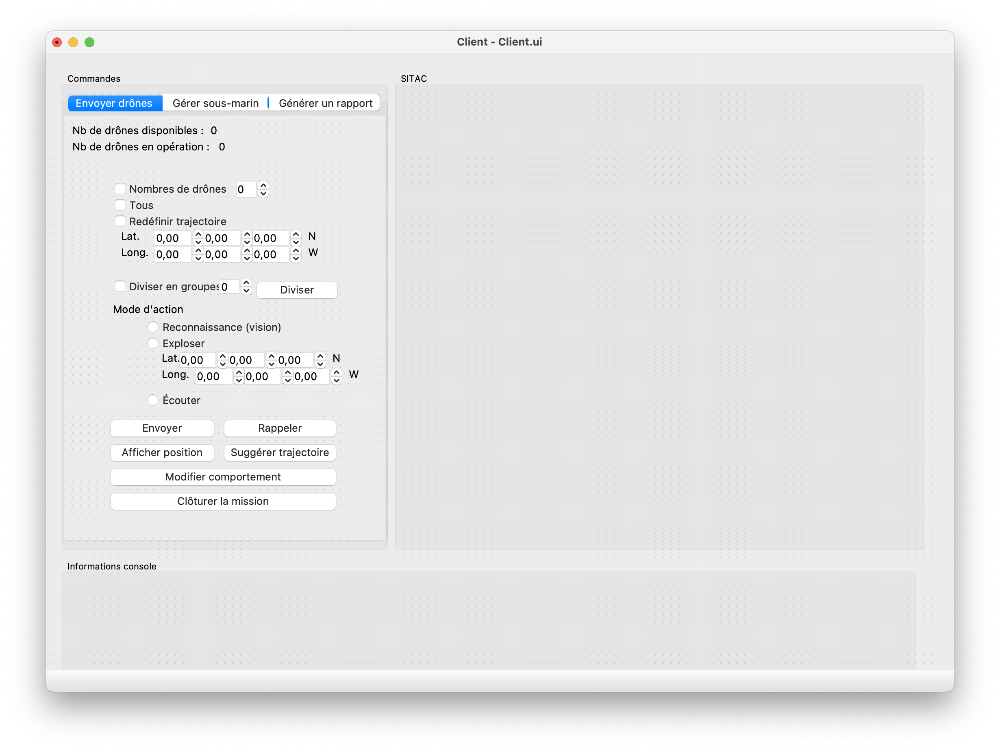 Client - Client.ui
Commandes
SITAC
Envoyer drônes Gérer sous-marin Générer un rapport
Nb de drônes disponibles : 0
Nb de drônes en opération : 0
Nombres de drônes 0
Tous
Redéfinir trajectoire
Lat. 0,00 0,00 0,00 N
Long. 0,00 0,00 0,00 W
Diviser en groupes 0 Diviser
Mode d'action
Reconnaissance (vision)
Exploser
Lat. 0,00 0,00 0,00 N
Long. 0,00 0,00 0,00 W
Écouter
Envoyer Rappeler
Afficher position Suggérer trajectoire
Modifier comportement
Clôturer la mission
Informations console